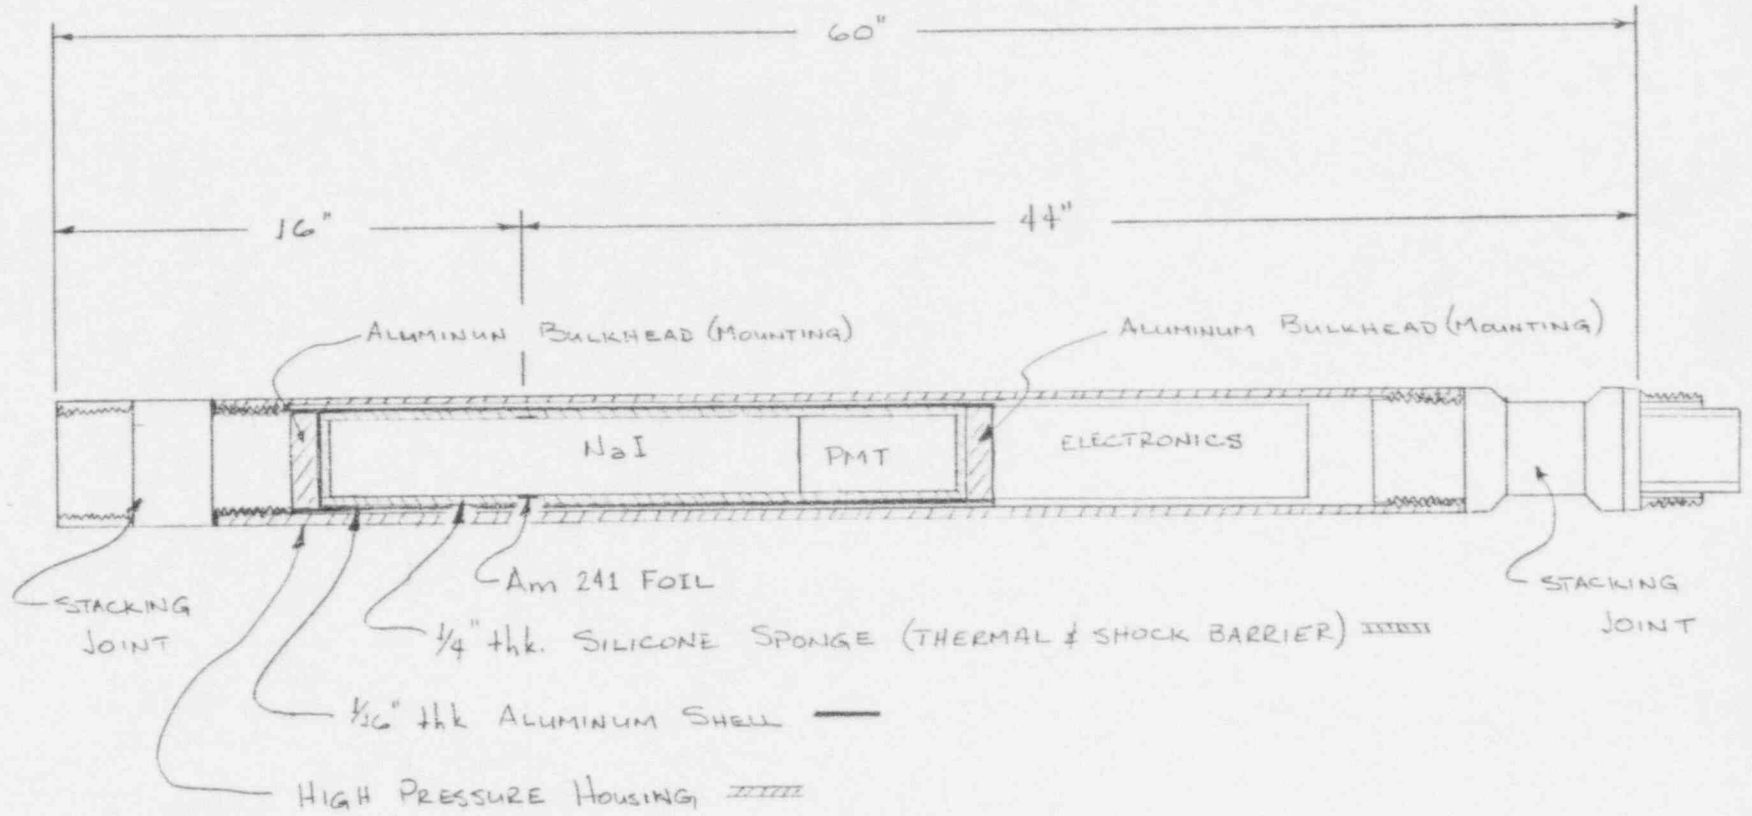 60"
16"
44"
ALUMINUN BULKHEAD (MOUNTING)
ALUMINUM BULKHEAD (MOUNTING)
NaI
PMT
ELECTRONICS
Am 241 FOIL
STACKING
JOINT
STACKING
JOINT
1/4" thk. SILICONE SPONGE (THERMAL & SHOCK BARRIER)
1/16" thk ALUMINUM SHELL
HIGH PRESSURE HOUSING